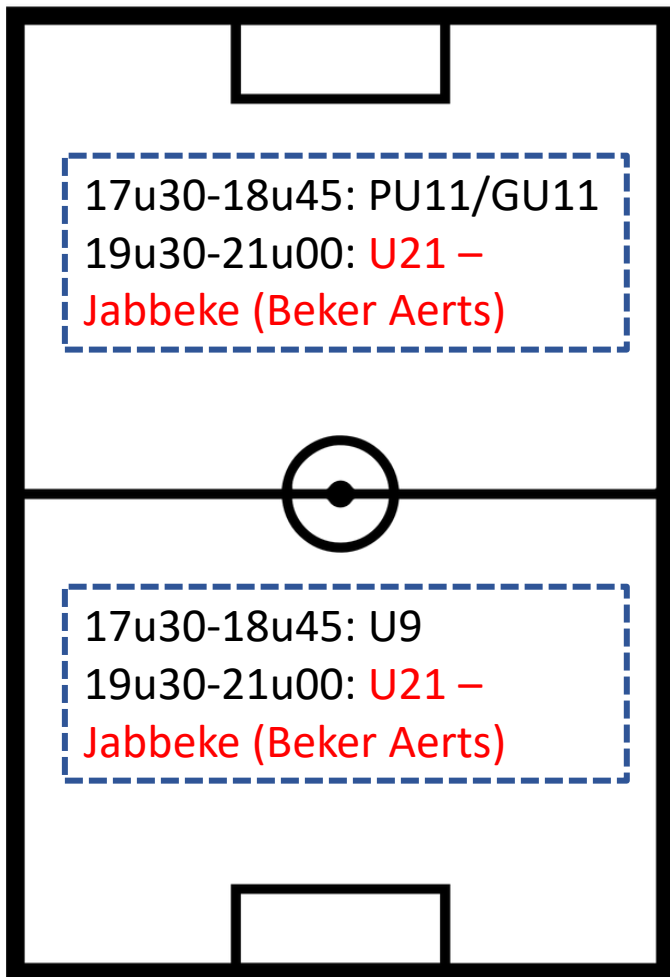 17u30-18u45: PU11/GU11
19u30-21u00: U21 –
Jabbeke (Beker Aerts)
17u30-18u45: U9
19u30-21u00: U21 –
Jabbeke (Beker Aerts)